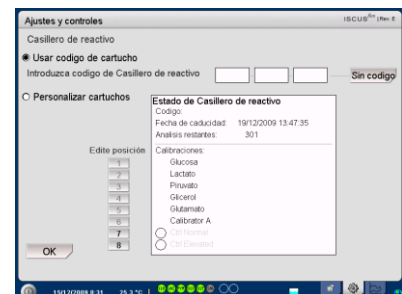 Ajustes y controles
ISCUS Flex | Rev. E
Casillero de reactivo
Usar codigo de cartucho
Introduzca codigo de Casillero de reactivo
Sin codigo
Personalizar cartuchos
Estado de Casillero de reactivo
Codigo:
Fecha de caducidad: 19/12/2009 13:47:35
Analisis restantes: 301
Edite posición
Calibraciones:
1 Glucosa
2 Lactato
3 Piruvato
4 Glicerol
5 Glutamato
6 Calibrator A
7 Ctrl Normal
8 Ctrl Elevated
OK
15/12/2009 8:31 25.3 °C